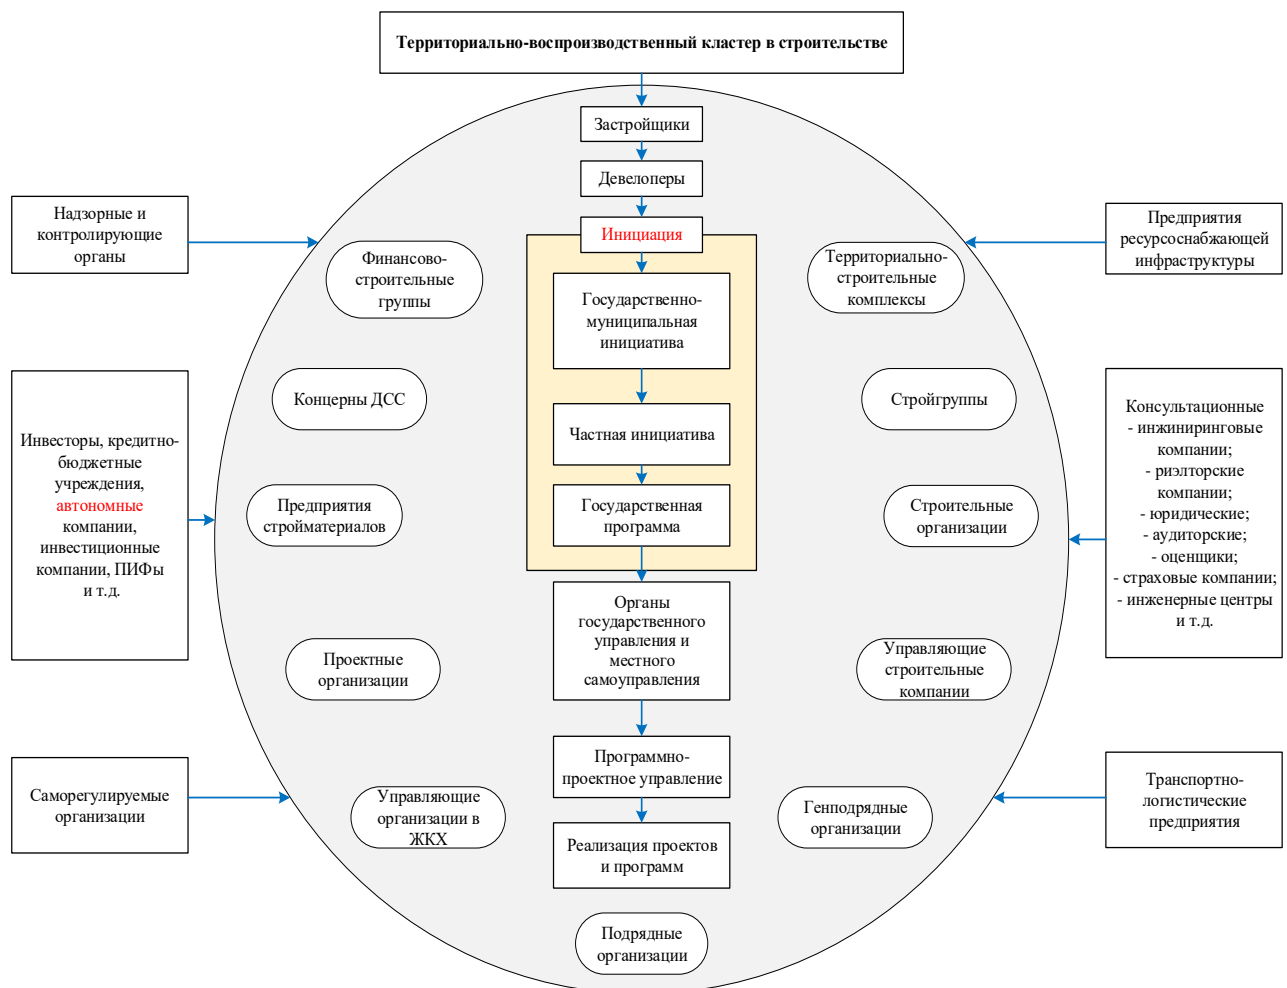 Территориально-воспроизводственный кластер в строительстве
Застройщики
Девелоперы
Инициация
Государственно-
муниципальная
инициатива
Частная инициатива
Государственная
программа
Органы
государственного
управления и
местного
самоуправления
Программно-
проектное управление
Реализация проектов
и программ
Подрядные
организации
Надзорные и
контролирующие
органы
Инвесторы, кредитно-
бюджетные
учреждения,
автономные
компании,
инвестиционные
компании, ПИФы
и т.д.
Саморегулируемые
организации
Финансово-
строительные
группы
Концерны ДСС
Предприятия
стройматериалов
Проектные
организации
Управляющие
организации в
ЖКХ
Территориально-
строительные
комплексы
Стройгруппы
Строительные
организации
Управляющие
строительные
компании
Генподрядные
организации
Предприятия
ресурсоснабжающей
инфраструктуры
Консультационные
- инжиниринговые
компании;
- риэлторские
компании;
- юридические;
- аудиторские;
- оценщики;
- страховые компании;
- инженерные центры
и т.д.
Транспортно-
логистические
предприятия